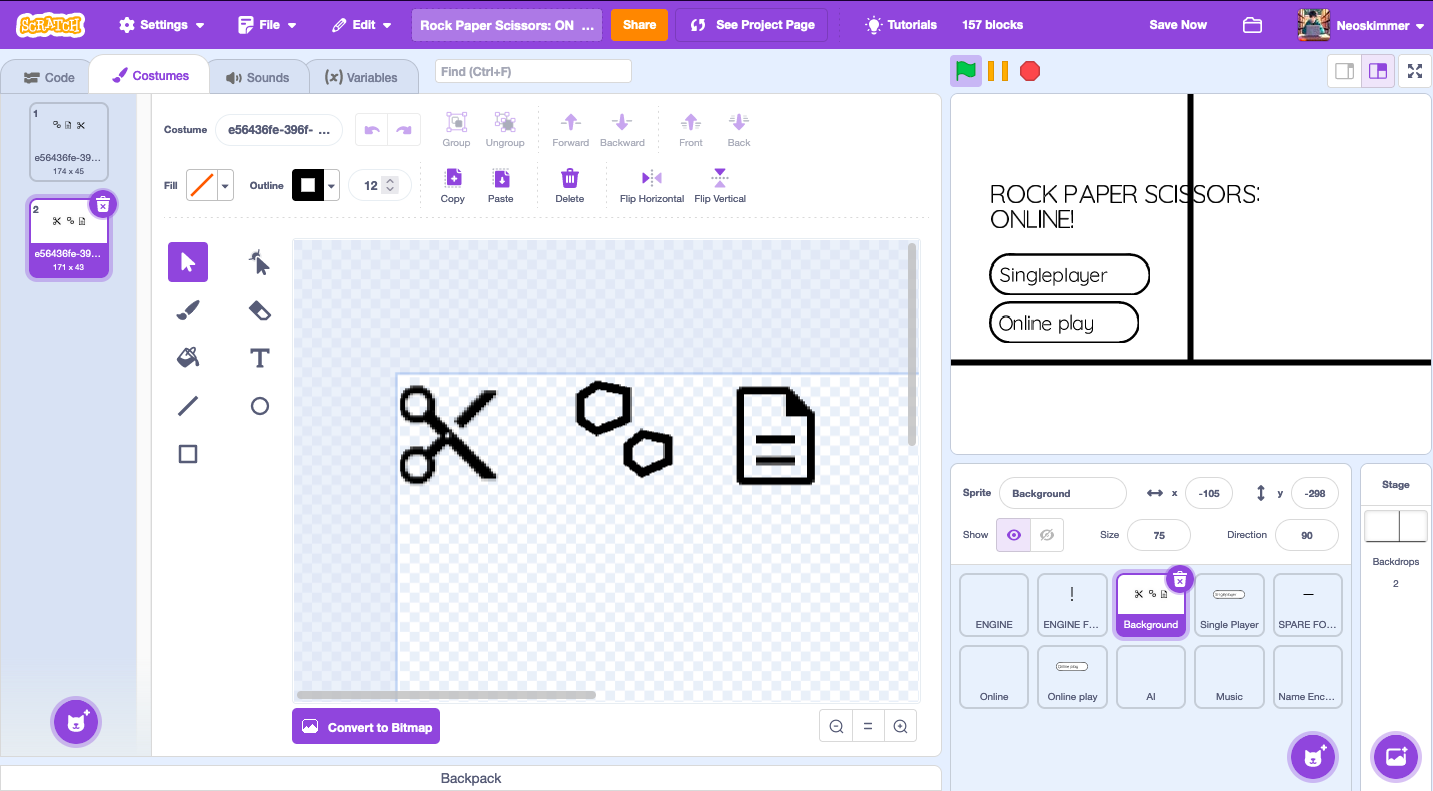 SCRATCH
Settings
File
Edit
Rock Paper Scissors: ON ...
Share
See Project Page
Tutorials
157 blocks
Save Now
Neoskimmer
Code
Costumes
Sounds
(x) Variables
Find (Ctrl+F)
1
e56436fe-39...
174 x 45
2
e56436fe-39...
171 x 43
Costume
e56436fe-396f- ...
Group
Ungroup
Forward
Backward
Front
Back
Fill
Outline
12
Copy
Paste
Delete
Flip Horizontal
Flip Vertical
T
Convert to Bitmap
Backpack
ROCK PAPER SCISSORS:
ONLINE!
Singleplayer
Online play
Sprite
Background
x
-105
y
-298
Show
Size
75
Direction
90
ENGINE
!
ENGINE F...
Background
Singleplayer
Single Player
SPARE FO...
Online
Online play
Online play
AI
Music
Name Enc...
Stage
Backdrops
2